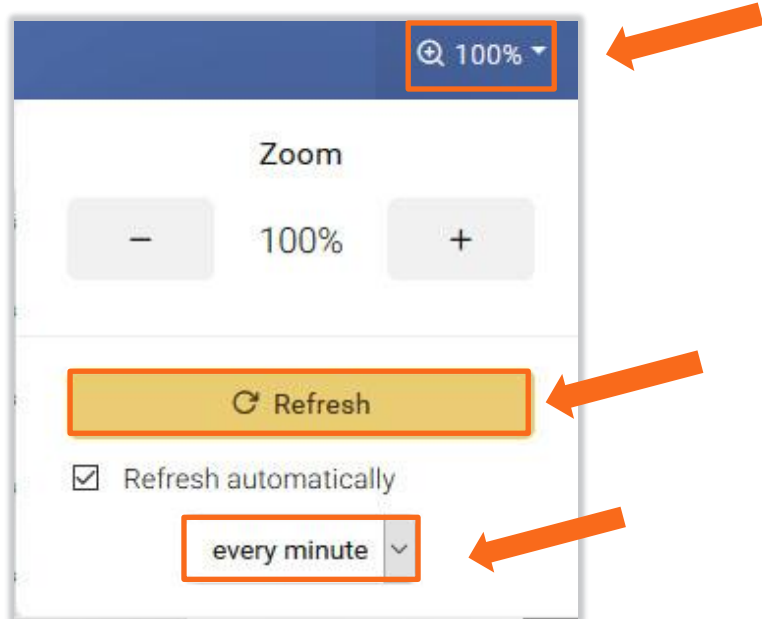 100%
Zoom
− 100% +
Refresh
Refresh automatically
every minute